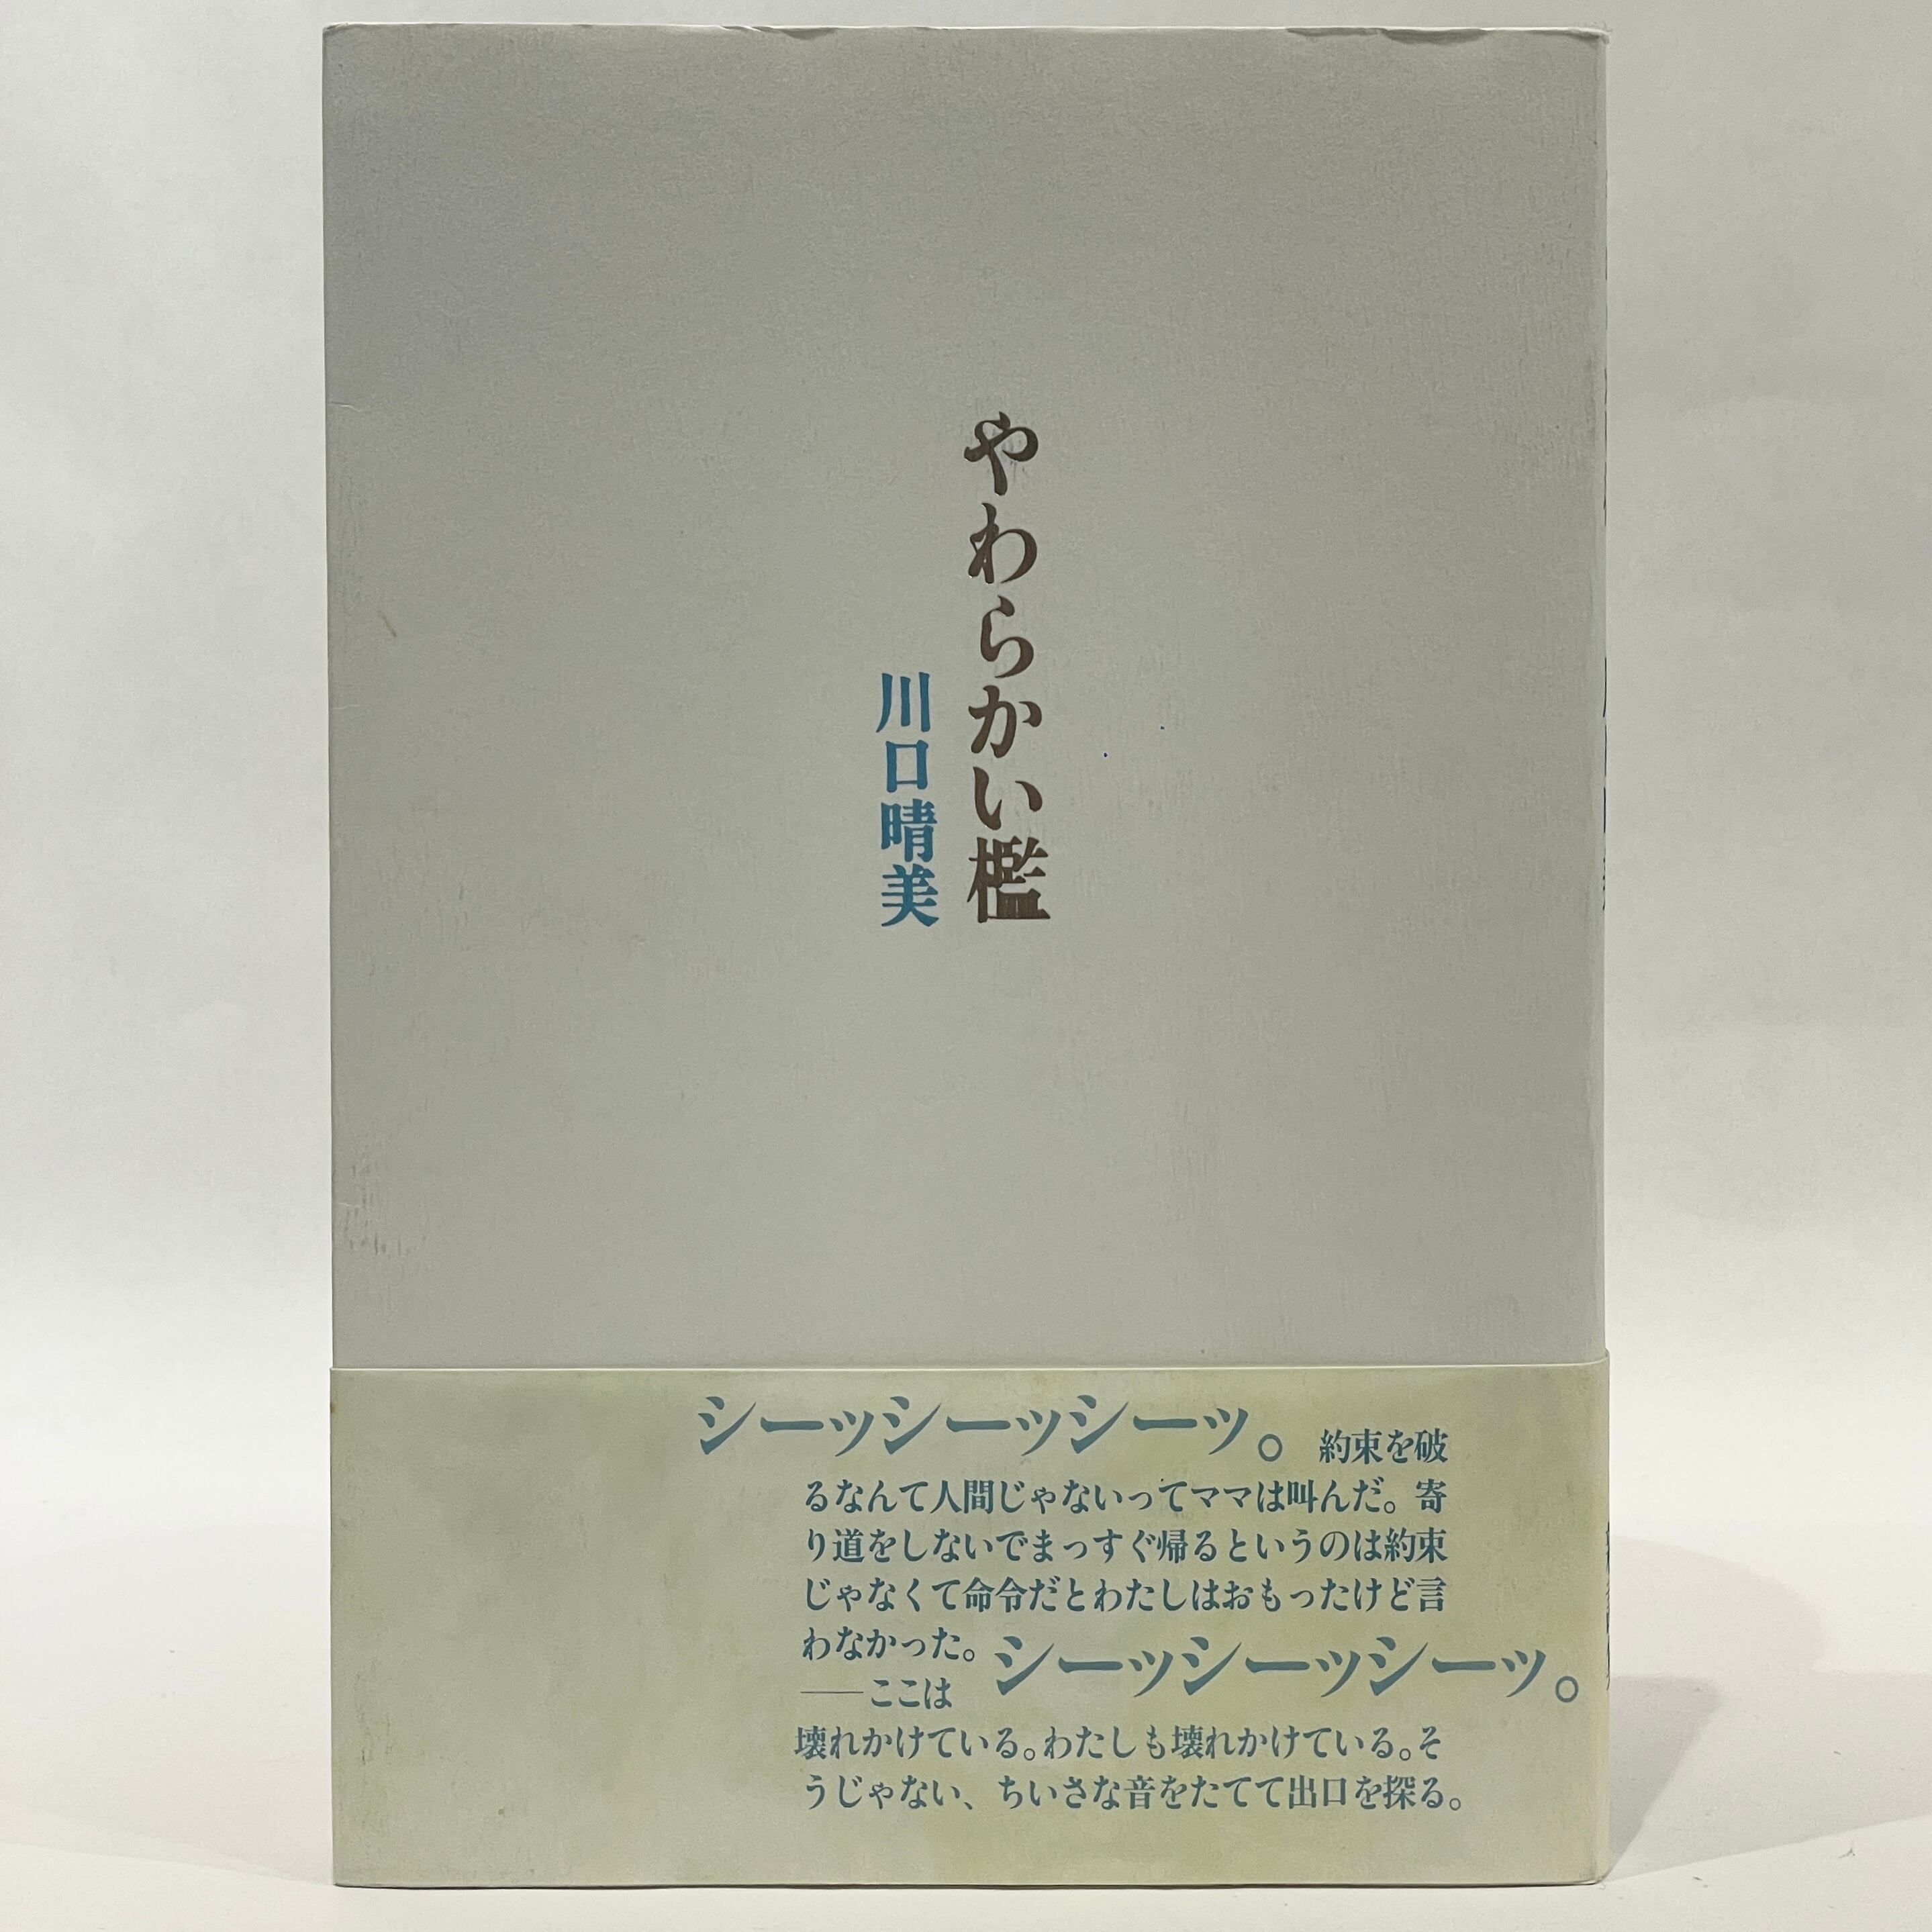 やわらかい檻
川口晴美
シーッシーッシーッ。約束を破
るなんて人間じゃないってママは叫んだ。寄
り道をしないでまっすぐ帰るというのは約束
じゃなくて命令だとわたしはおもったけど言
わなかった。シーッシーッシーッ。
──ここは
壊れかけている。わたしも壊れかけている。そ
うじゃない、ちいさな音をたてて出口を探る。